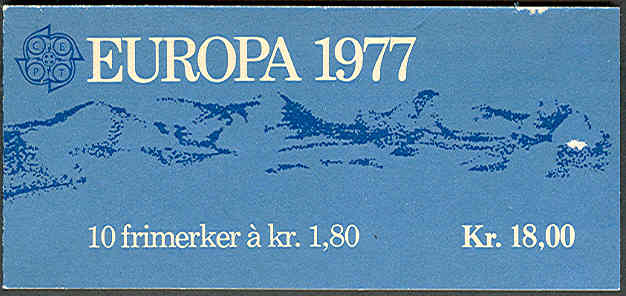 CEPT
EUROPA 1977
10 frimerker à kr. 1,80
Kr. 18,00